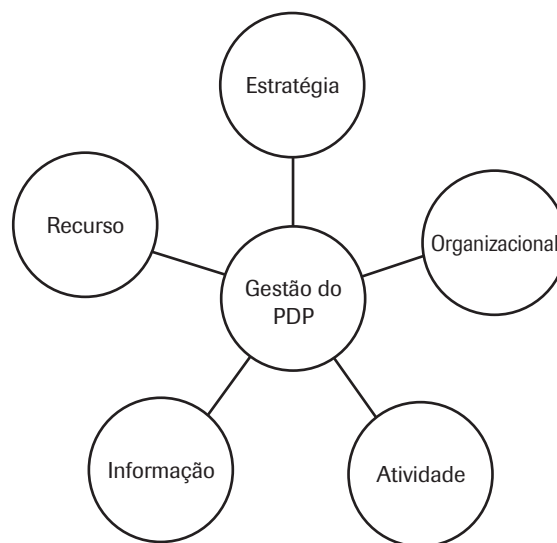 Estratégia
Recurso
Organizacional
Gestão do
PDP
Informação
Atividade